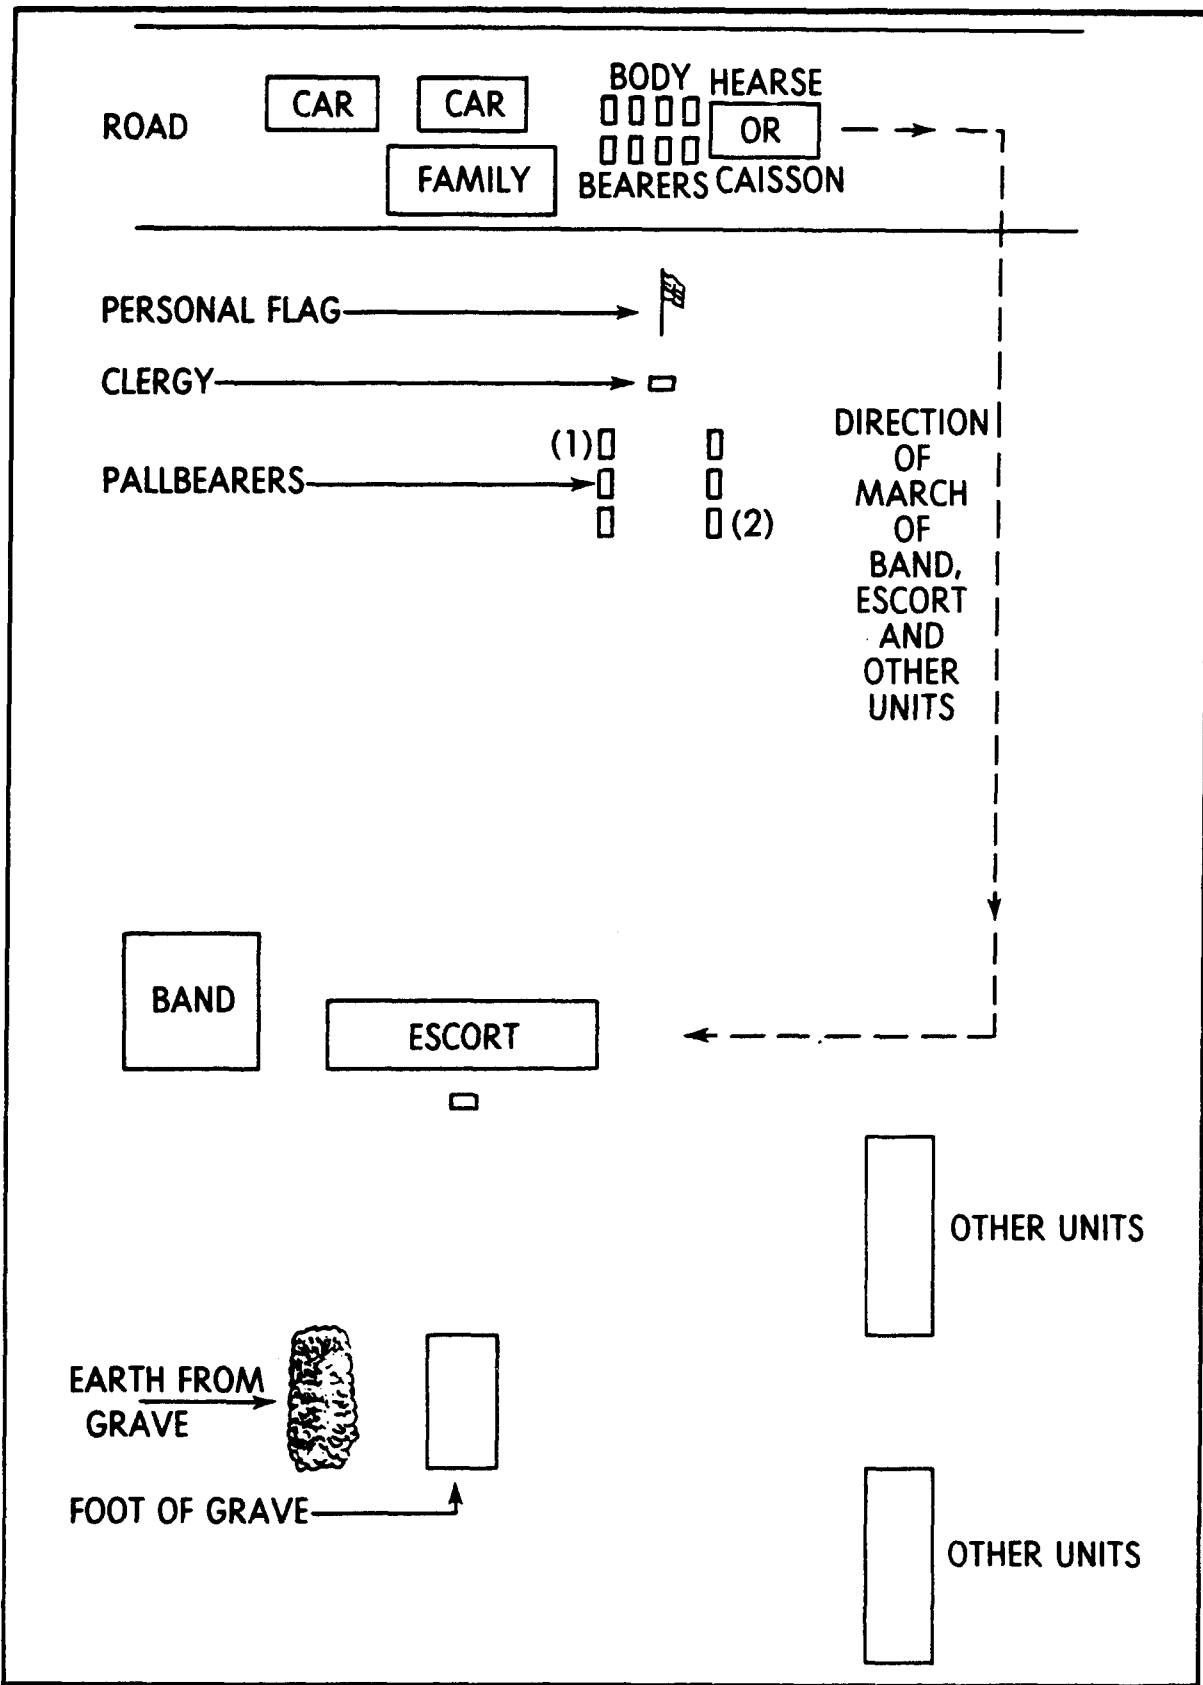 ROAD
CAR
CAR
FAMILY
BODY
BEARERS
HEARSE
OR
CAISSON
PERSONAL FLAG
CLERGY
(1)
PALLBEARERS
(2)
DIRECTION
OF
MARCH
OF
BAND,
ESCORT
AND
OTHER
UNITS
BAND
ESCORT
OTHER UNITS
EARTH FROM
GRAVE
FOOT OF GRAVE
OTHER UNITS